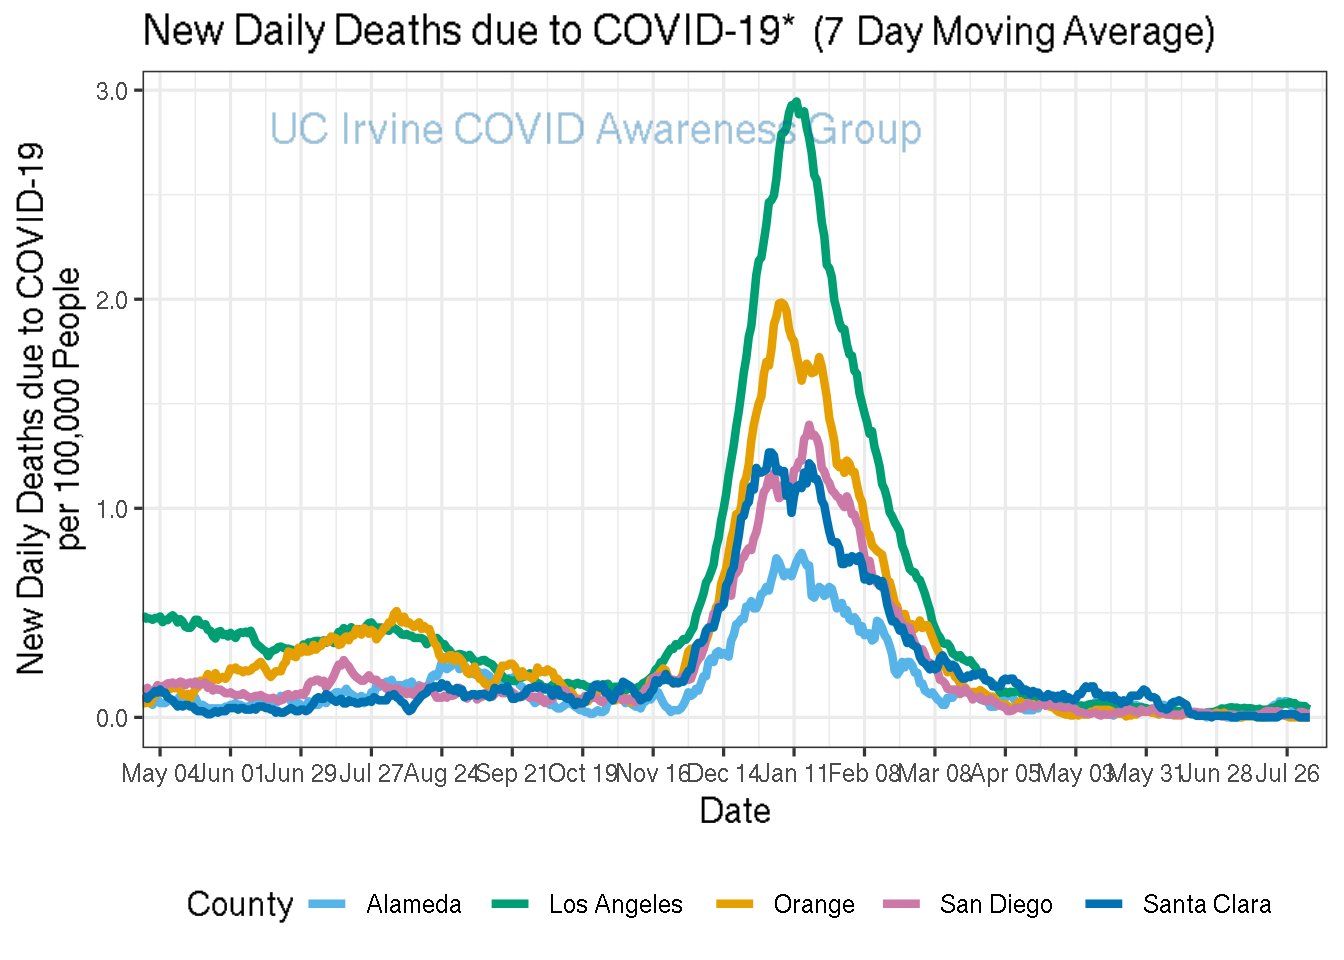 New Daily Deaths due to COVID-19* (7 Day Moving Average)
UC Irvine COVID Awareness Group
New Daily Deaths due to COVID-19
per 100,000 People
3.0
2.0
1.0
0.0
May 04 Jun 01 Jun 29 Jul 27 Aug 24 Sep 21 Oct 19 Nov 16 Dec 14 Jan 11 Feb 08 Mar 08 Apr 05 May 03 May 31 Jun 28 Jul 26
Date
County Alameda Los Angeles Orange San Diego Santa Clara